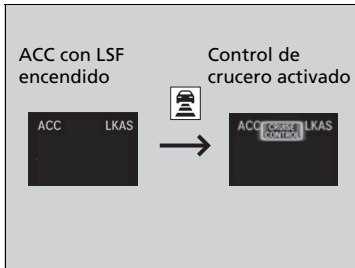 ACC con LSF
encendido
Control de
crucero activado
ACC LKAS
ACC CRUISE CONTROL LKAS